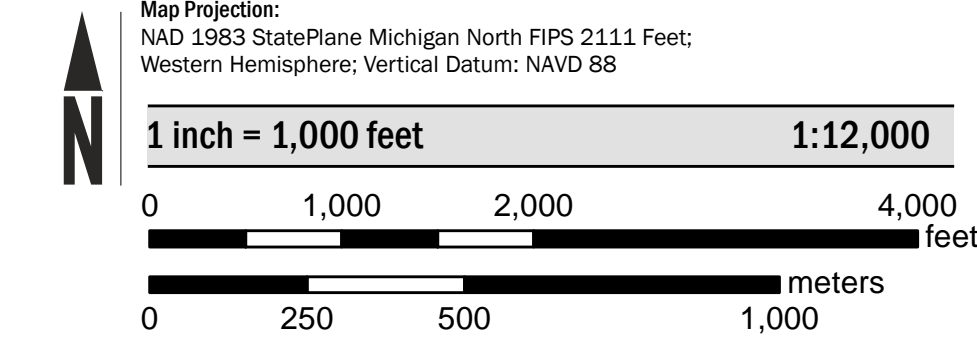 Map Projection:
NAD 1983 StatePlane Michigan North FIPS 2111 Feet;
Western Hemisphere; Vertical Datum: NAVD 88
N
1 inch = 1,000 feet 1:12,000
0 1,000 2,000 4,000
feet
meters
0 250 500 1,000